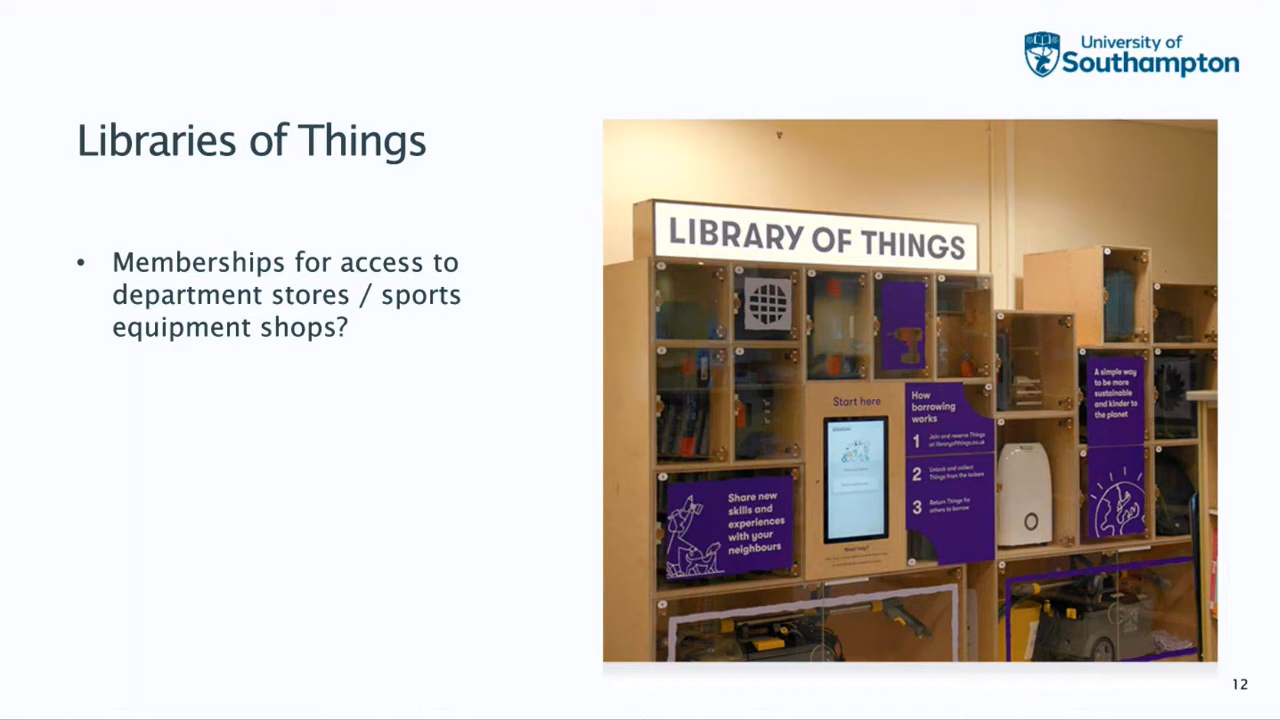 University of
Southampton
Libraries of Things
• Memberships for access to
department stores / sports
equipment shops?
LIBRARY OF THINGS
Start here
How
borrowing
works
1 Join and reserve Things
at libraryofthings.co.uk
2 Unlock and collect
Things from the lockers
3 Return Things for
others to borrow
A simple way
to be more
sustainable
and kinder to
the planet
Share new
skills and
experiences
with your
neighbours
Need help?
12